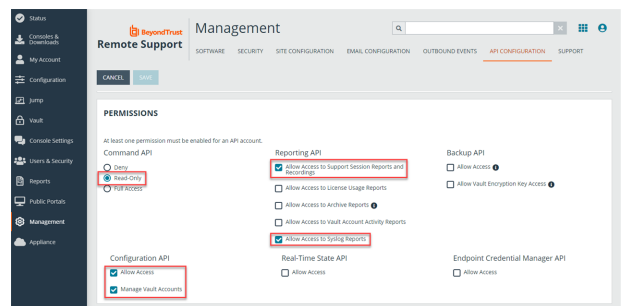 Status
Consoles & Downloads
My Account
Configuration
Jump
Vault
Console Settings
Users & Security
Reports
Public Portals
Management
Appliance
BeyondTrust
Remote Support
Management
SOFTWARE SECURITY SITE CONFIGURATION EMAIL CONFIGURATION OUTBOUND EVENTS API CONFIGURATION SUPPORT
CANCEL SAVE
PERMISSIONS
At least one permission must be enabled for an API account.
Command API
Deny
Read-Only
Full Access
Reporting API
Allow Access to Support Session Reports and
Recordings
Allow Access to License Usage Reports
Allow Access to Archive Reports
Allow Access to Vault Account Activity Reports
Allow Access to Syslog Reports
Backup API
Allow Access
Allow Vault Encryption Key Access
Configuration API
Allow Access
Manage Vault Accounts
Real-Time State API
Allow Access
Endpoint Credential Manager API
Allow Access